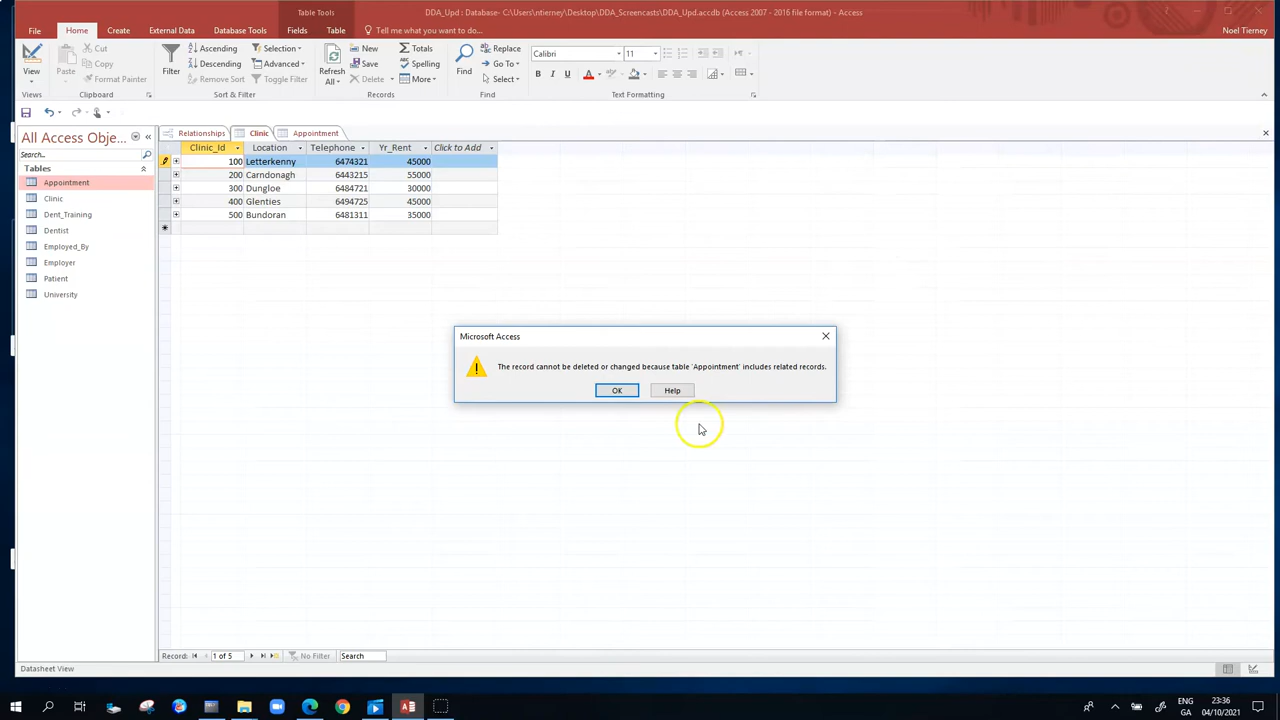 Table Tools
DDA_Upd : Database- C:\Users\ntierney\Desktop\DDA_Screencasts\DDA_Upd.accdb (Access 2007 - 2016 file format) - Access
File Home Create External Data Database Tools Fields Table Tell me what you want to do... Noel Tierney
View
Views
Paste
Cut
Copy
Format Painter
Clipboard
Filter
Ascending
Descending
Remove Sort
Selection
Advanced
Toggle Filter
Sort & Filter
Refresh
All
New
Save
Delete
Totals
Spelling
More
Records
Find
Replace
Go To
Select
Find
Calibri 11
B I U A
Text Formatting
All Access Obje...
Search...
Tables
Appointment
Clinic
Dent_Training
Dentist
Employed_By
Employer
Patient
University
Relationships Clinic Appointment
Clinic_Id Location Telephone Yr_Rent Click to Add
100 Letterkenny 6474321 45000
200 Carndonagh 6443215 55000
300 Dungloe 6484721 30000
400 Glenties 6494725 45000
500 Bundoran 6481311 35000
Microsoft Access
The record cannot be deleted or changed because table 'Appointment' includes related records.
OK Help
Record: 1 of 5 No Filter Search
Datasheet View
ENG
GA
23:36
04/10/2021